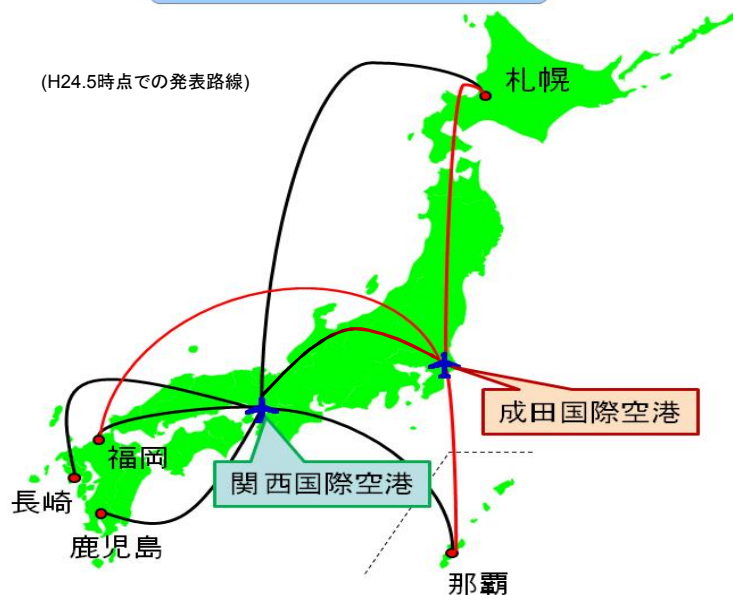 (H24.5時点での発表路線)
札幌
成田国際空港
福岡
関西国際空港
長崎
鹿児島
那覇